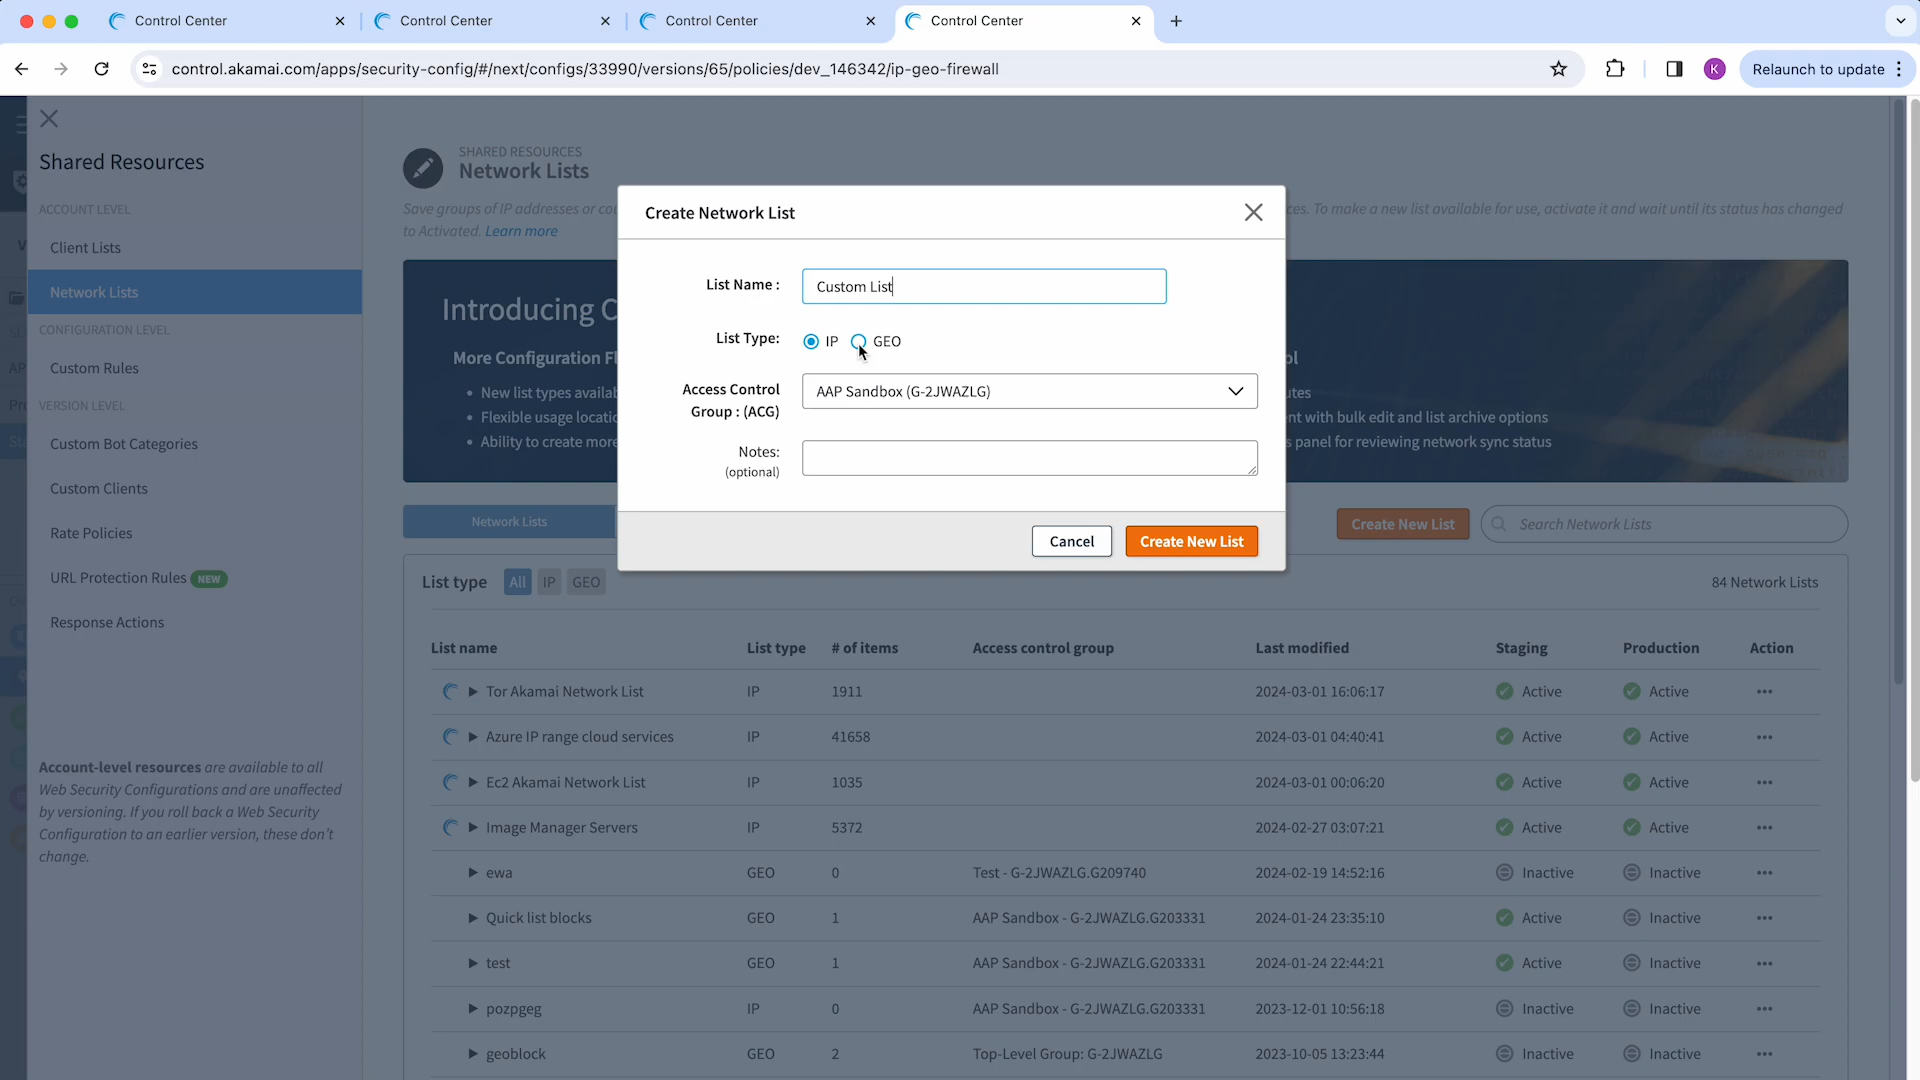 Control Center
Control Center
Control Center
Control Center
control.akamai.com/apps/security-config/#/next/configs/33990/versions/65/policies/dev_146342/ip-geo-firewall
K
Relaunch to update
Shared Resources
ACCOUNT LEVEL
Client Lists
Network Lists
CONFIGURATION LEVEL
Custom Rules
VERSION LEVEL
Custom Bot Categories
Custom Clients
Rate Policies
URL Protection Rules NEW
Response Actions
Account-level resources are available to all
Web Security Configurations and are unaffected
by versioning. If you roll back a Web Security
Configuration to an earlier version, these don't
change.
SHARED RESOURCES
Network Lists
Save groups of IP addresses or cou
ces. To make a new list available for use, activate it and wait until its status has changed
to Activated. Learn more
Introducing C
More Configuration Fl
ol
New list types availab
utes
Flexible usage locatio
nt with bulk edit and list archive options
Ability to create more
s panel for reviewing network sync status
Create Network List
List Name :
Custom List
List Type:
IP GEO
Access Control
Group : (ACG)
AAP Sandbox (G-2JWAZLG)
Notes:
(optional)
Cancel Create New List
Network Lists
Create New List
Search Network Lists
List type All IP GEO
84 Network Lists
List name List type # of items Access control group Last modified Staging Production Action
Tor Akamai Network List IP 1911 2024-03-01 16:06:17 Active Active
Azure IP range cloud services IP 41658 2024-03-01 04:40:41 Active Active
Ec2 Akamai Network List IP 1035 2024-03-01 00:06:20 Active Active
Image Manager Servers IP 5372 2024-02-27 03:07:21 Active Active
ewa GEO 0 Test - G-2JWAZLG.G209740 2024-02-19 14:52:16 Inactive Inactive
Quick list blocks GEO 1 AAP Sandbox - G-2JWAZLG.G203331 2024-01-24 23:35:10 Active Inactive
test GEO 1 AAP Sandbox - G-2JWAZLG.G203331 2024-01-24 22:44:21 Active Inactive
pozpgeg IP 0 AAP Sandbox - G-2JWAZLG.G203331 2023-12-01 10:56:18 Inactive Inactive
geoblock GEO 2 Top-Level Group: G-2JWAZLG 2023-10-05 13:23:44 Inactive Inactive